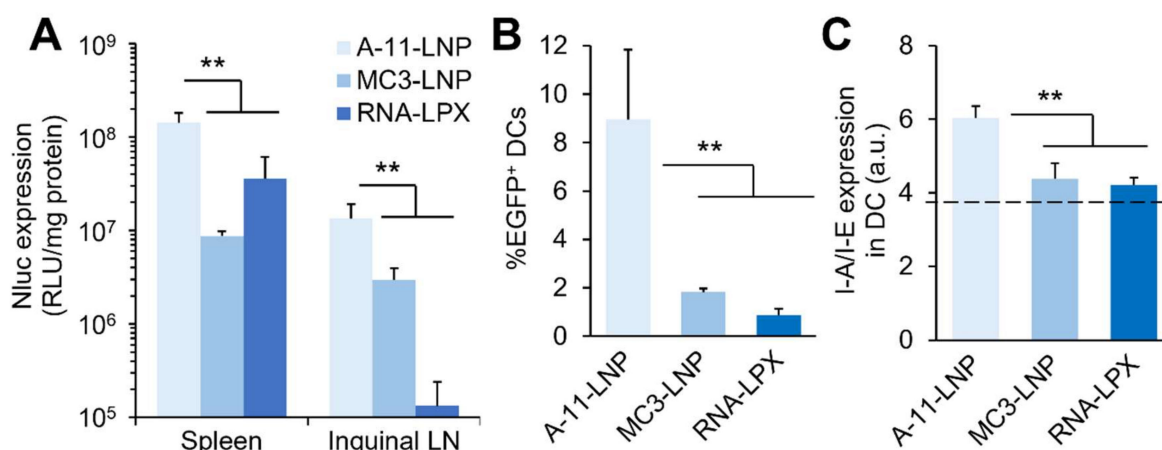 A
Nluc expression
(RLU/mg protein)
10⁹
10⁸
10⁷
10⁶
10⁵
**
**
A-11-LNP
MC3-LNP
RNA-LPX
Spleen
Inguinal LN
B
%EGFP⁺ DCs
12
10
8
6
4
2
0
**
A-11-LNP
MC3-LNP
RNA-LPX
C
I-A/I-E expression
in DC (a.u.)
8
6
4
2
0
**
A-11-LNP
MC3-LNP
RNA-LPX